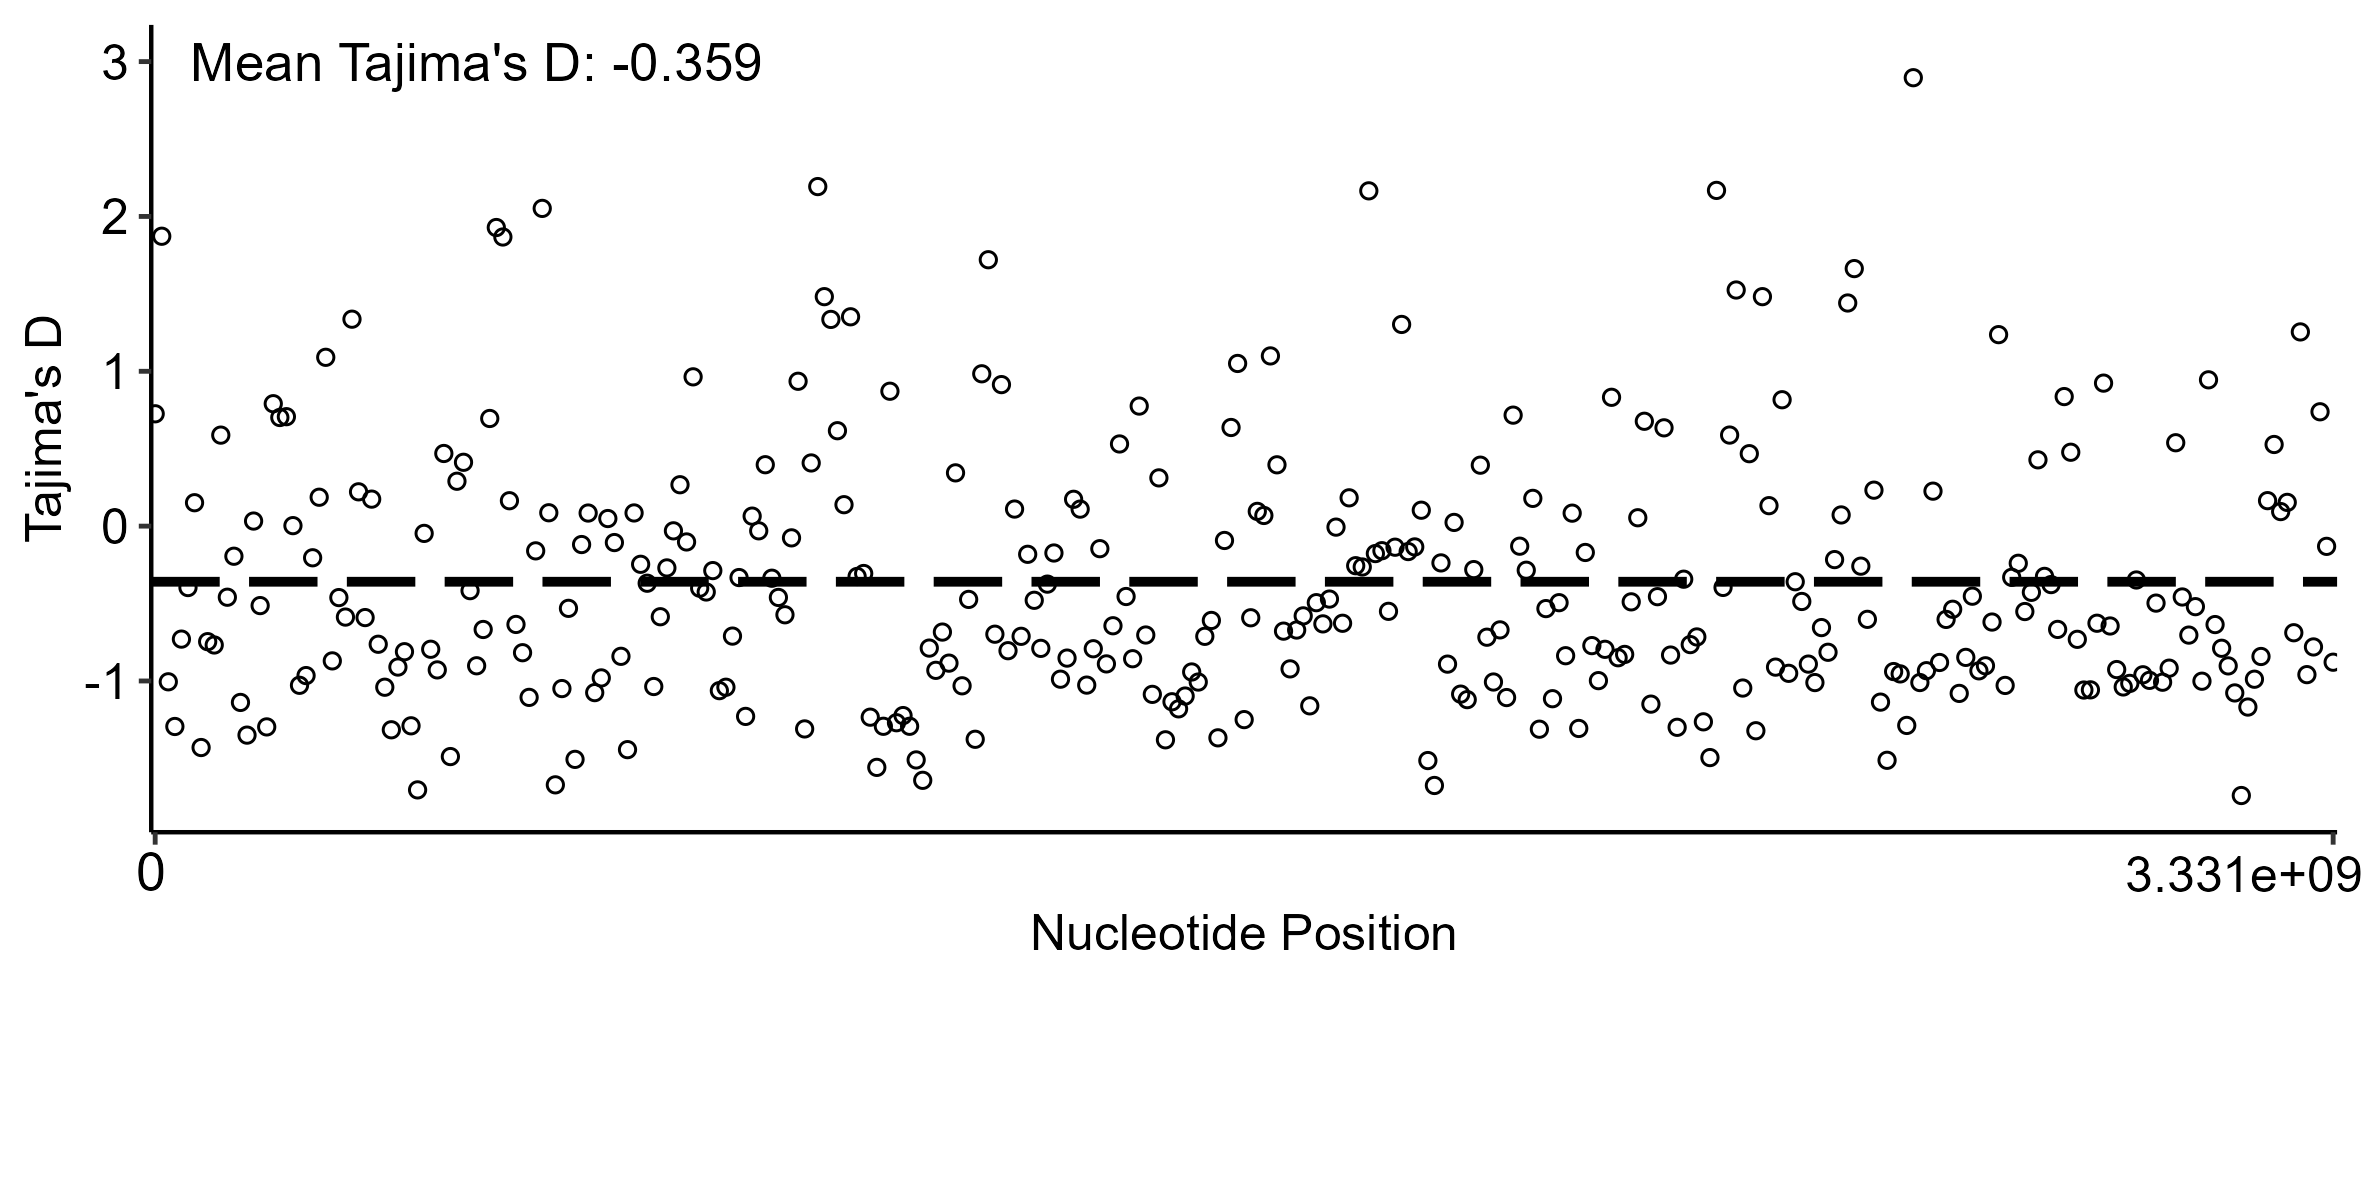 Mean Tajima's D: -0.359
3
2
1
0
-1
Tajima's D
0
3.331e+09
Nucleotide Position